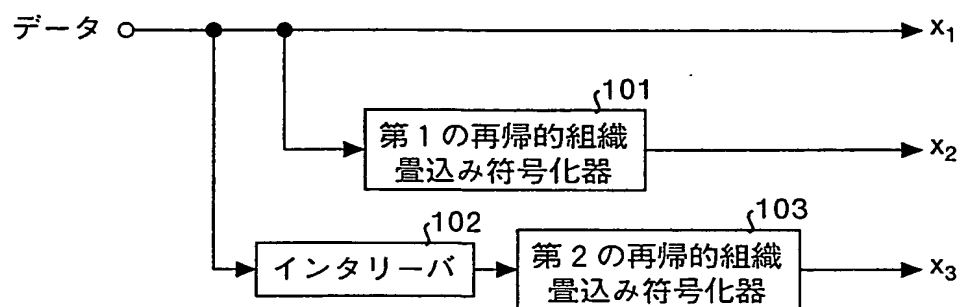 データ
x1
101
第1の再帰的組織
畳込み符号化器
x2
102
インタリーバ
103
第2の再帰的組織
畳込み符号化器
x3